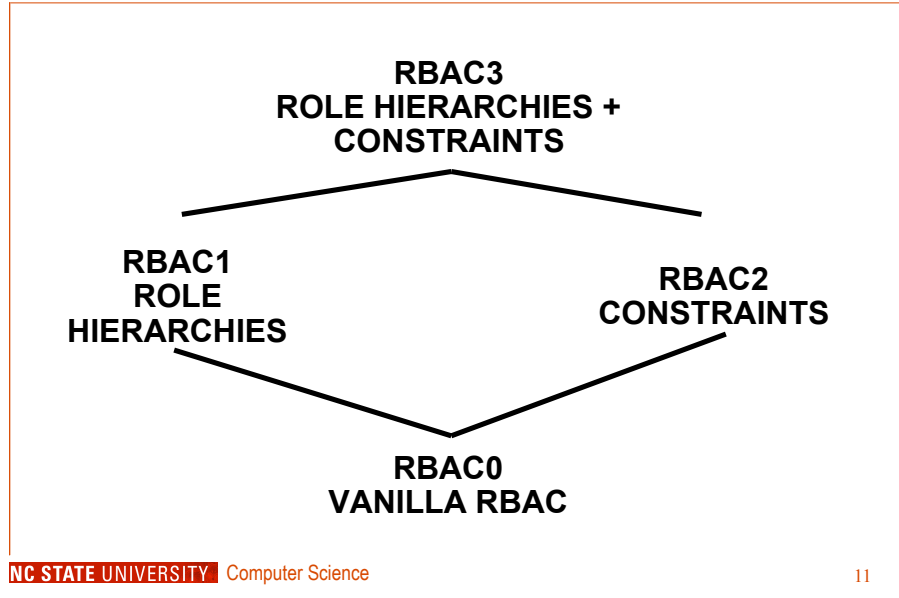 RBAC3
ROLE HIERARCHIES +
CONSTRAINTS
RBAC1
ROLE
HIERARCHIES
RBAC2
CONSTRAINTS
RBAC0
VANILLA RBAC
NC STATE UNIVERSITY Computer Science
11